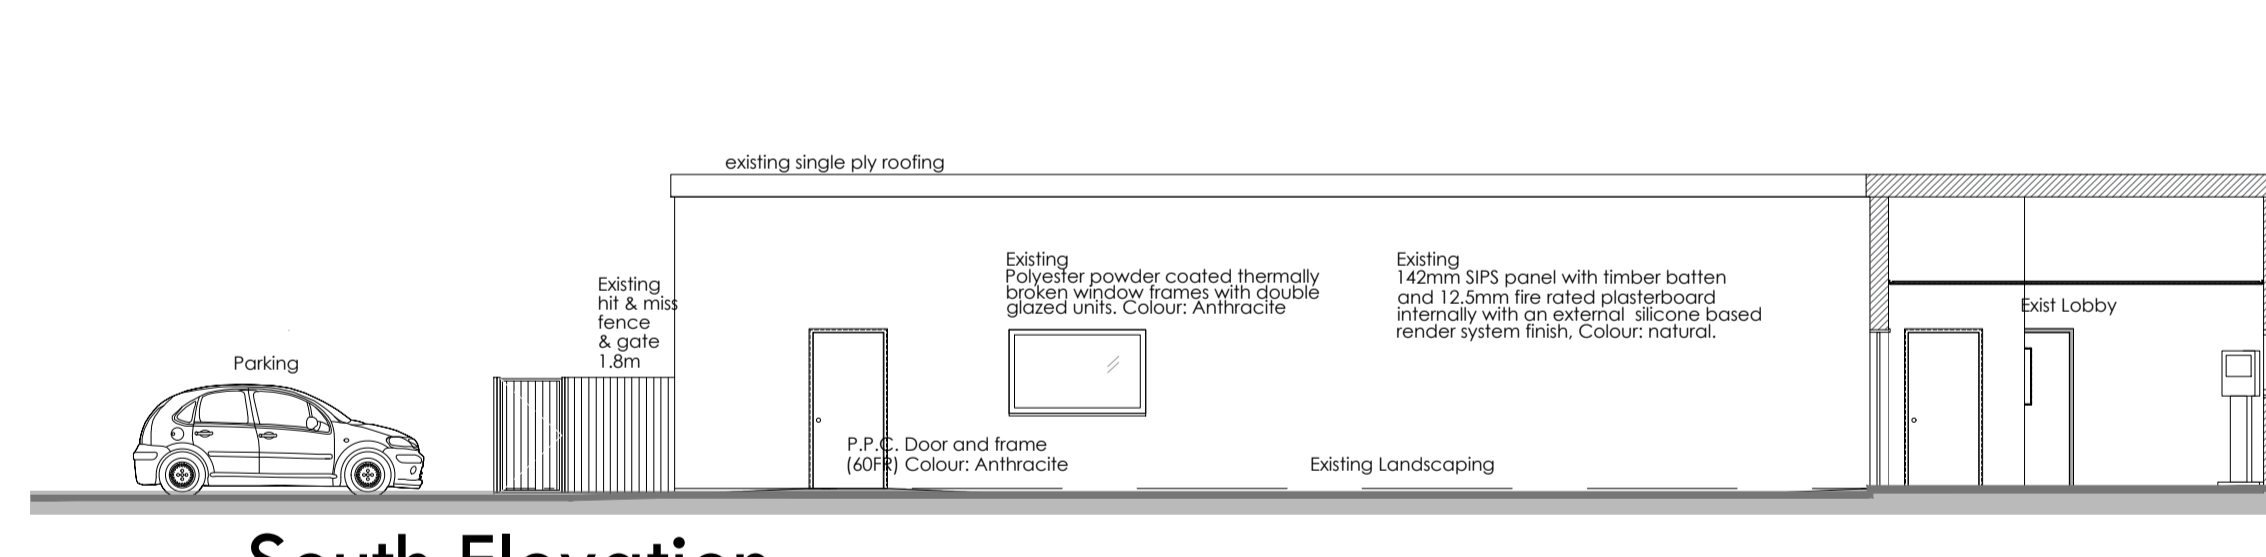 existing single ply roofing
Existing
hit & miss
fence
& gate
1.8m
Existing
Polyester powder coated thermally
broken window frames with double
glazed units. Colour: Anthracite
Existing
142mm SIPS panel with timber batten
and 12.5mm fire rated plasterboard
internally with an external silicone based
render system finish, Colour: natural.
Exist Lobby
Parking
P.P.C. Door and frame
(60FR) Colour: Anthracite
Existing Landscaping
South Elevation